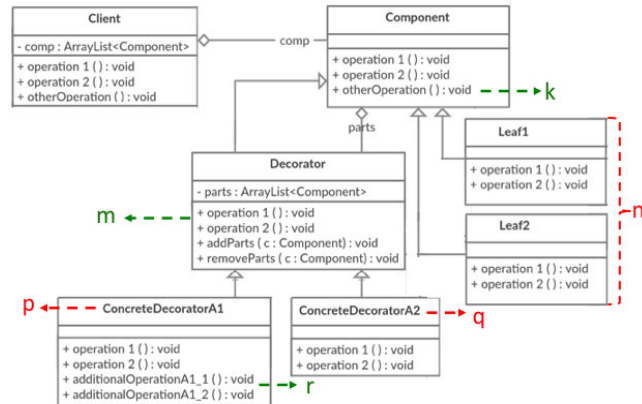 Client
- comp : ArrayList<Component>
+ operation 1 ( ) : void
+ operation 2 ( ) : void
+ otherOperation ( ) : void
comp
Component
+ operation 1 ( ) : void
+ operation 2 ( ) : void
+ otherOperation ( ) : void
k
parts
Leaf1
+ operation 1 ( ) : void
+ operation 2 ( ) : void
n
Leaf2
+ operation 1 ( ) : void
+ operation 2 ( ) : void
Decorator
- parts : ArrayList<Component>
+ operation 1 ( ) : void
+ operation 2 ( ) : void
+ addParts ( c : Component) : void
+ removeParts ( c : Component) : void
m
p
ConcreteDecoratorA1
+ operation 1 ( ) : void
+ operation 2 ( ) : void
+ additionalOperationA1_1( ) : void
+ additionalOperationA1_2( ) : void
r
ConcreteDecoratorA2
+ operation 1 ( ) : void
+ operation 2 ( ) : void
q